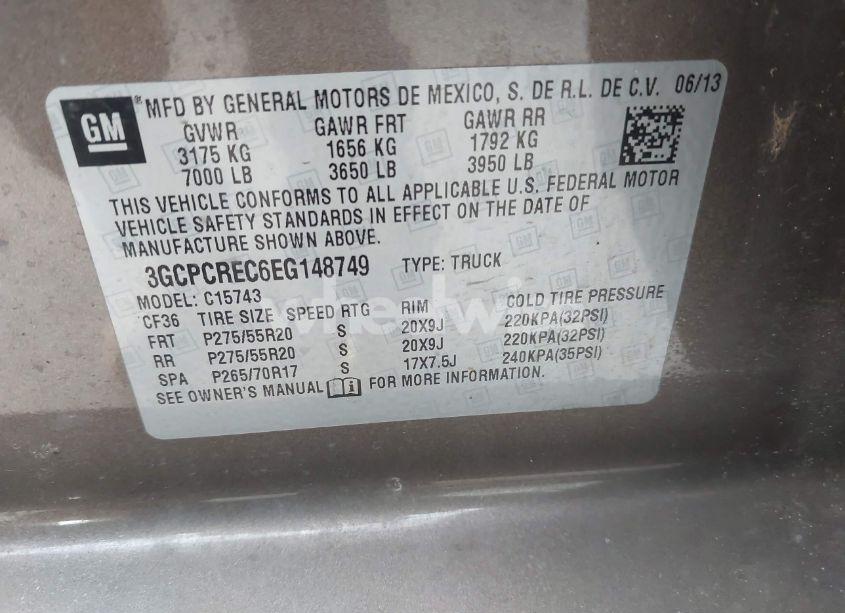 GM
® MFD BY GENERAL MOTORS DE MEXICO, S. DE R.L. DE C.V. 06/13
GVWR GAWR FRT GAWR RR
3175 KG 1656 KG 1792 KG
7000 LB 3650 LB 3950 LB
THIS VEHICLE CONFORMS TO ALL APPLICABLE U.S. FEDERAL MOTOR
VEHICLE SAFETY STANDARDS IN EFFECT ON THE DATE OF
MANUFACTURE SHOWN ABOVE.
3GCPCREC6EG148749 TYPE: TRUCK
MODEL: C15743
CF36 TIRE SIZE SPEED RTG RIM COLD TIRE PRESSURE
FRT P275/55R20 S 20X9J 220KPA(32PSI)
RR P275/55R20 S 20X9J 220KPA(32PSI)
SPA P265/70R17 S 17X7.5J 240KPA(35PSI)
SEE OWNER'S MANUAL FOR MORE INFORMATION.